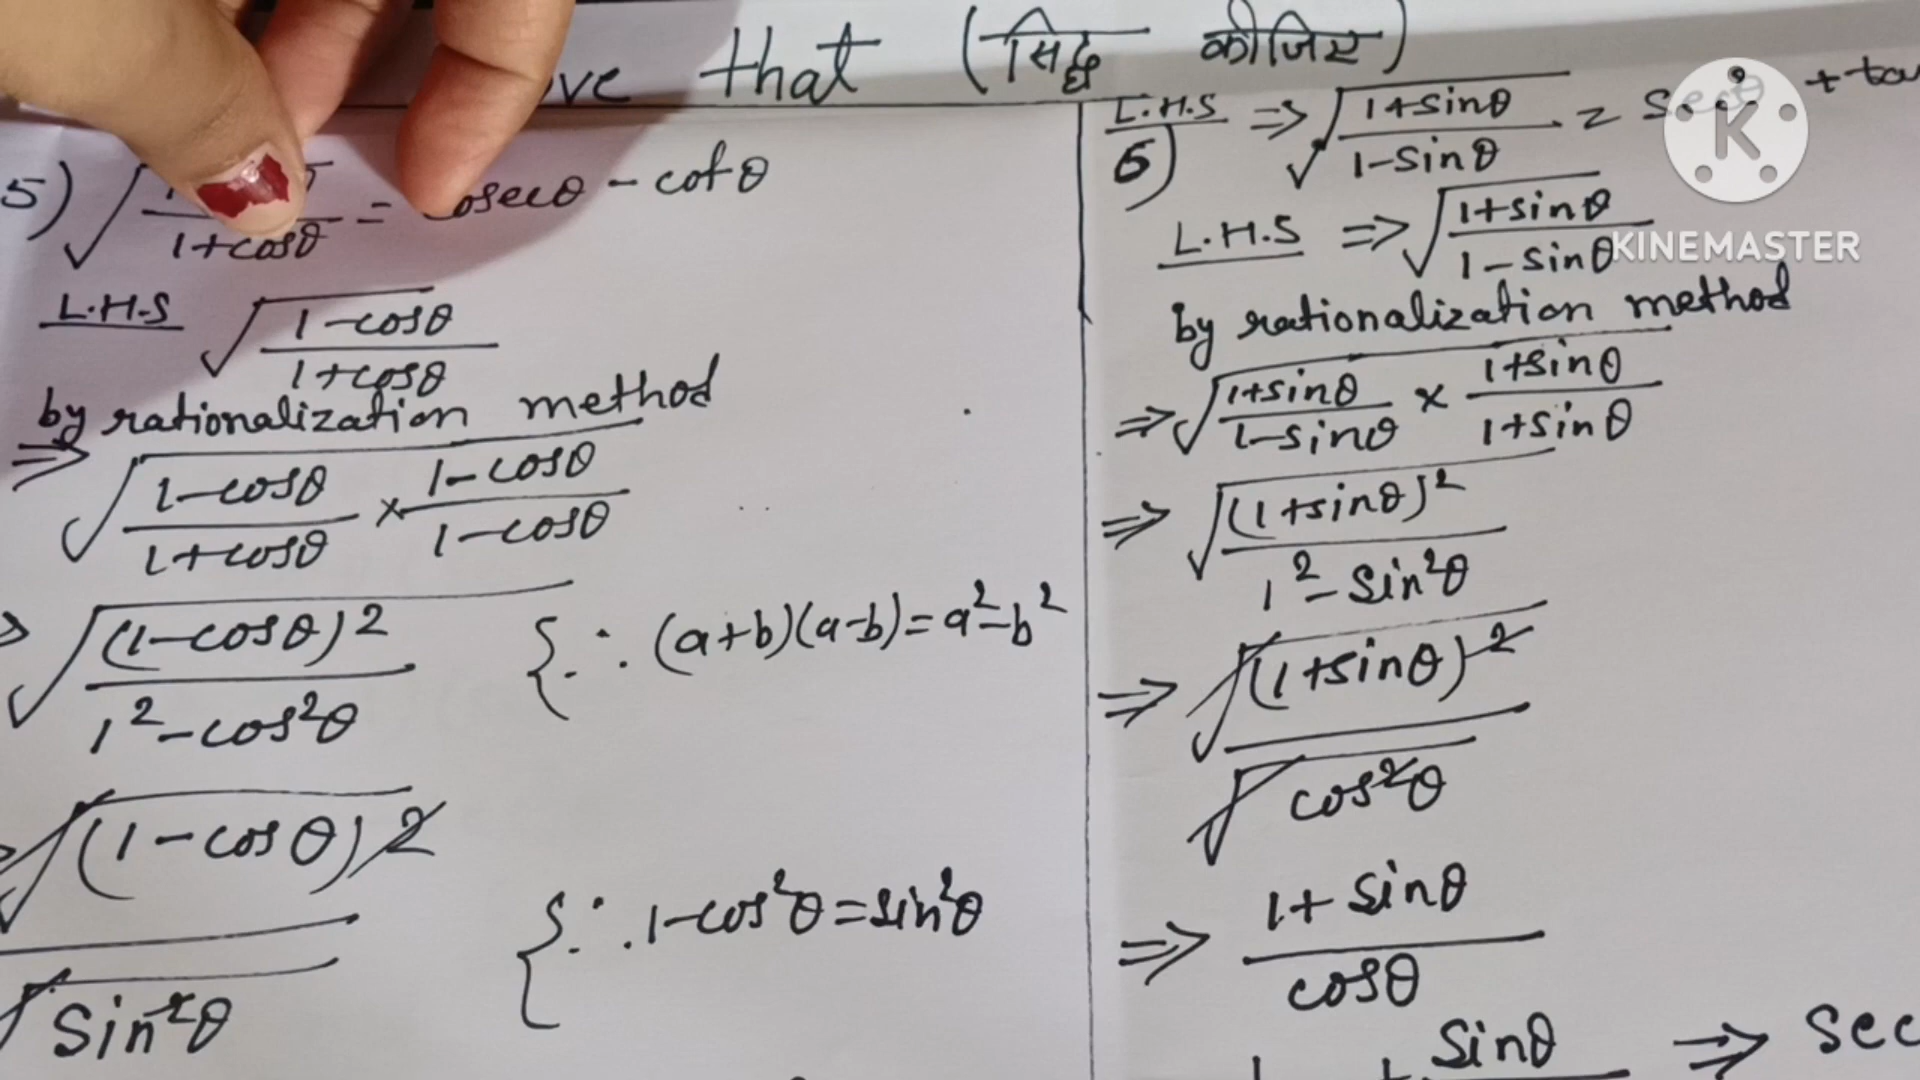 that (सिद्ध कीजिए)
5) √ 1+cosθ = cosecθ - cotθ
L.H.S √(1-cosθ)/(1+cosθ)
by rationalization method
⇒ √(1-cosθ)/(1+cosθ) × (1-cosθ)/(1-cosθ)
√(1-cosθ)²/(1²-cos²θ) {∵ (a+b)(a-b)=a²-b²
√(1-cosθ)²
√sin²θ {∵ 1-cos²θ=sin²θ
L.H.S ⇒ √(1+sinθ)/(1-sinθ) =
6)
L.H.S ⇒ √(1+sinθ)/(1-sinθ)
by rationalization method
⇒ √(1+sinθ)/(1-sinθ) × (1+sinθ)/(1+sinθ)
⇒ √(1+sinθ)²/(1²-sin²θ)
⇒ √(1+sinθ)²/√cos²θ
⇒ (1+sinθ)/cosθ
sinθ ⇒ sec
K
KINEMASTER